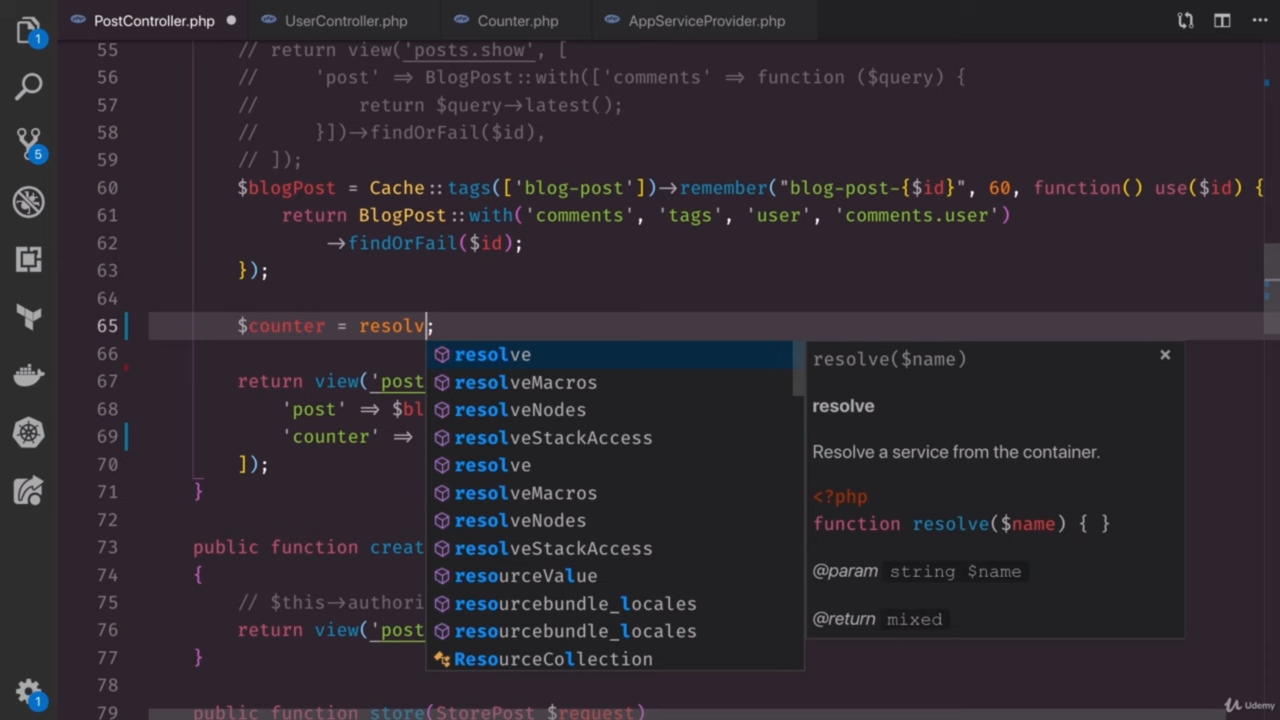 PostController.php
UserController.php
Counter.php
AppServiceProvider.php
1
5
1
55 // return view('posts.show', [
56 // 'post' => BlogPost::with(['comments' => function ($query) {
57 // return $query->latest();
58 // }])->findOrFail($id),
59 // ]);
60 $blogPost = Cache::tags(['blog-post'])->remember("blog-post-{$id}", 60, function() use($id) {
61 return BlogPost::with('comments', 'tags', 'user', 'comments.user')
62 ->findOrFail($id);
63 });
64
65 $counter = resolv;
66
67 return view('post
68 'post' => $bl
69 'counter' =>
70 ]);
71 }
72
73 public function creat
74 {
75 // $this->authori
76 return view('post
77 }
78
79 public function store(StorePost $request)
resolve
resolveMacros
resolveNodes
resolveStackAccess
resolve
resolveMacros
resolveNodes
resolveStackAccess
resourceValue
resourcebundle_locales
resourcebundle_locales
ResourceCollection
resolve($name)
resolve
Resolve a service from the container.
<?php
function resolve($name) { }
@param string $name
@return mixed
Udemy